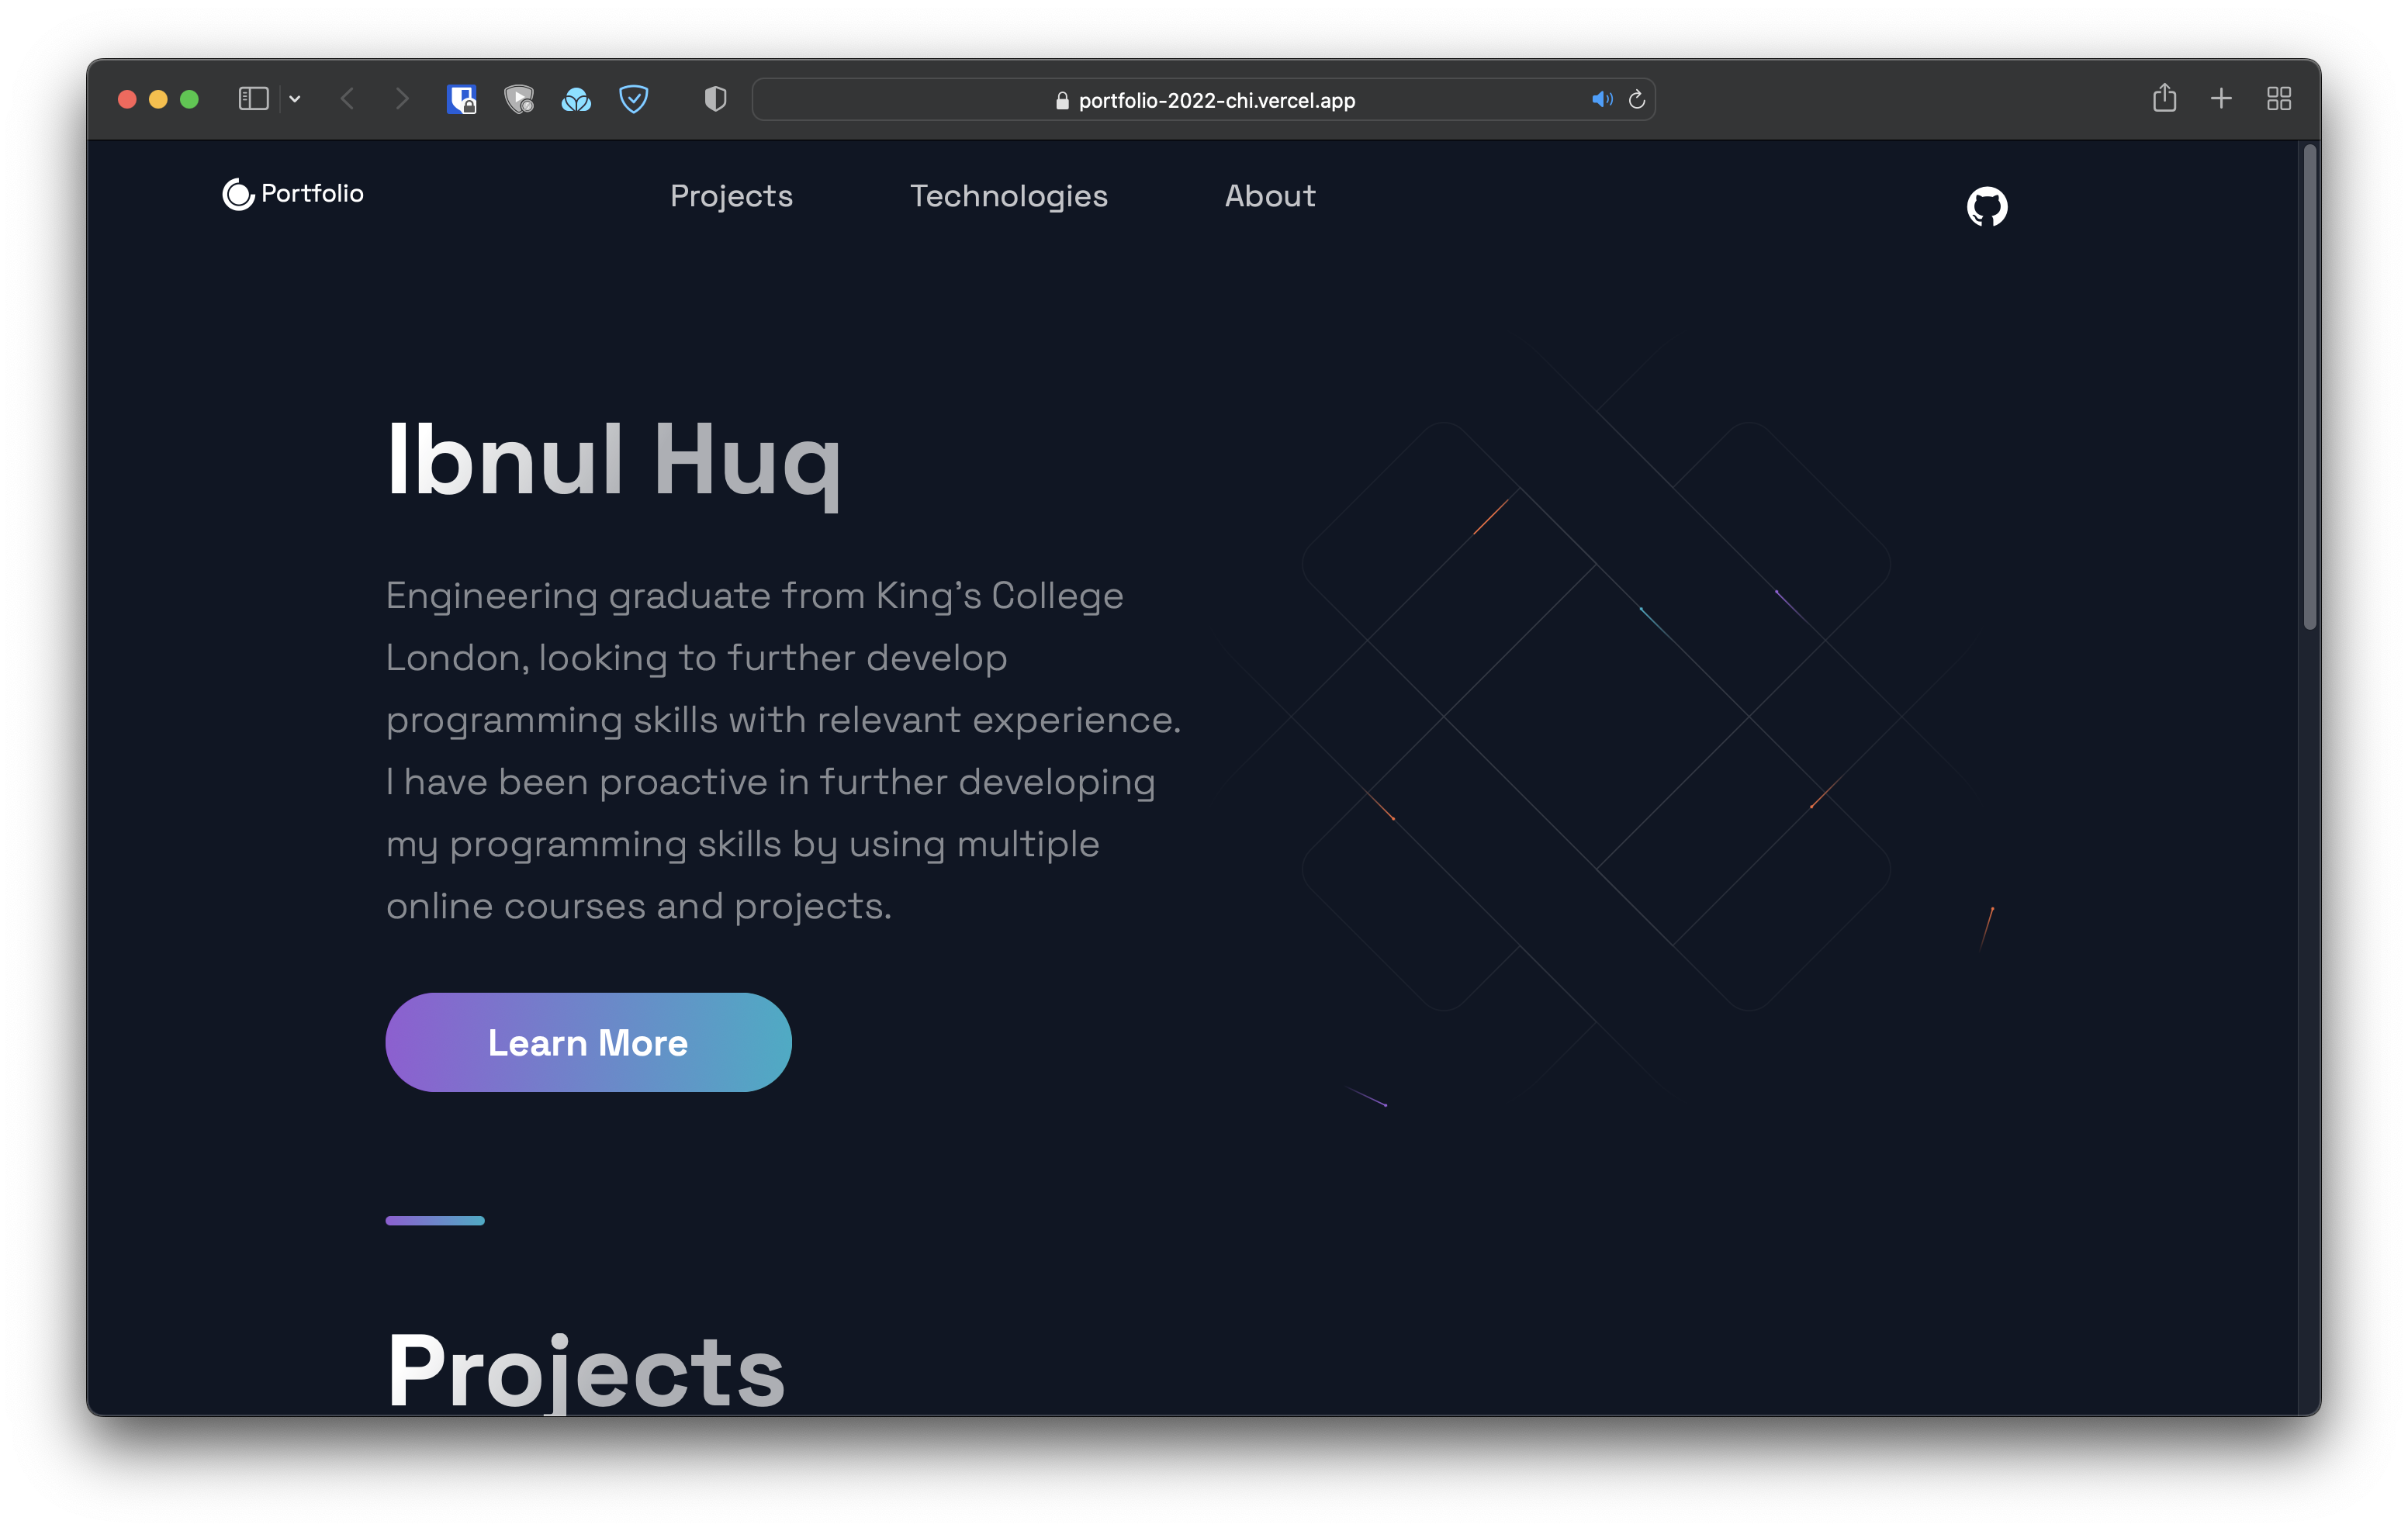 portfolio-2022-chi.vercel.app
Portfolio
Projects
Technologies
About
Ibnul Huq
Engineering graduate from King's College
London, looking to further develop
programming skills with relevant experience.
I have been proactive in further developing
my programming skills by using multiple
online courses and projects.
Learn More
Projects